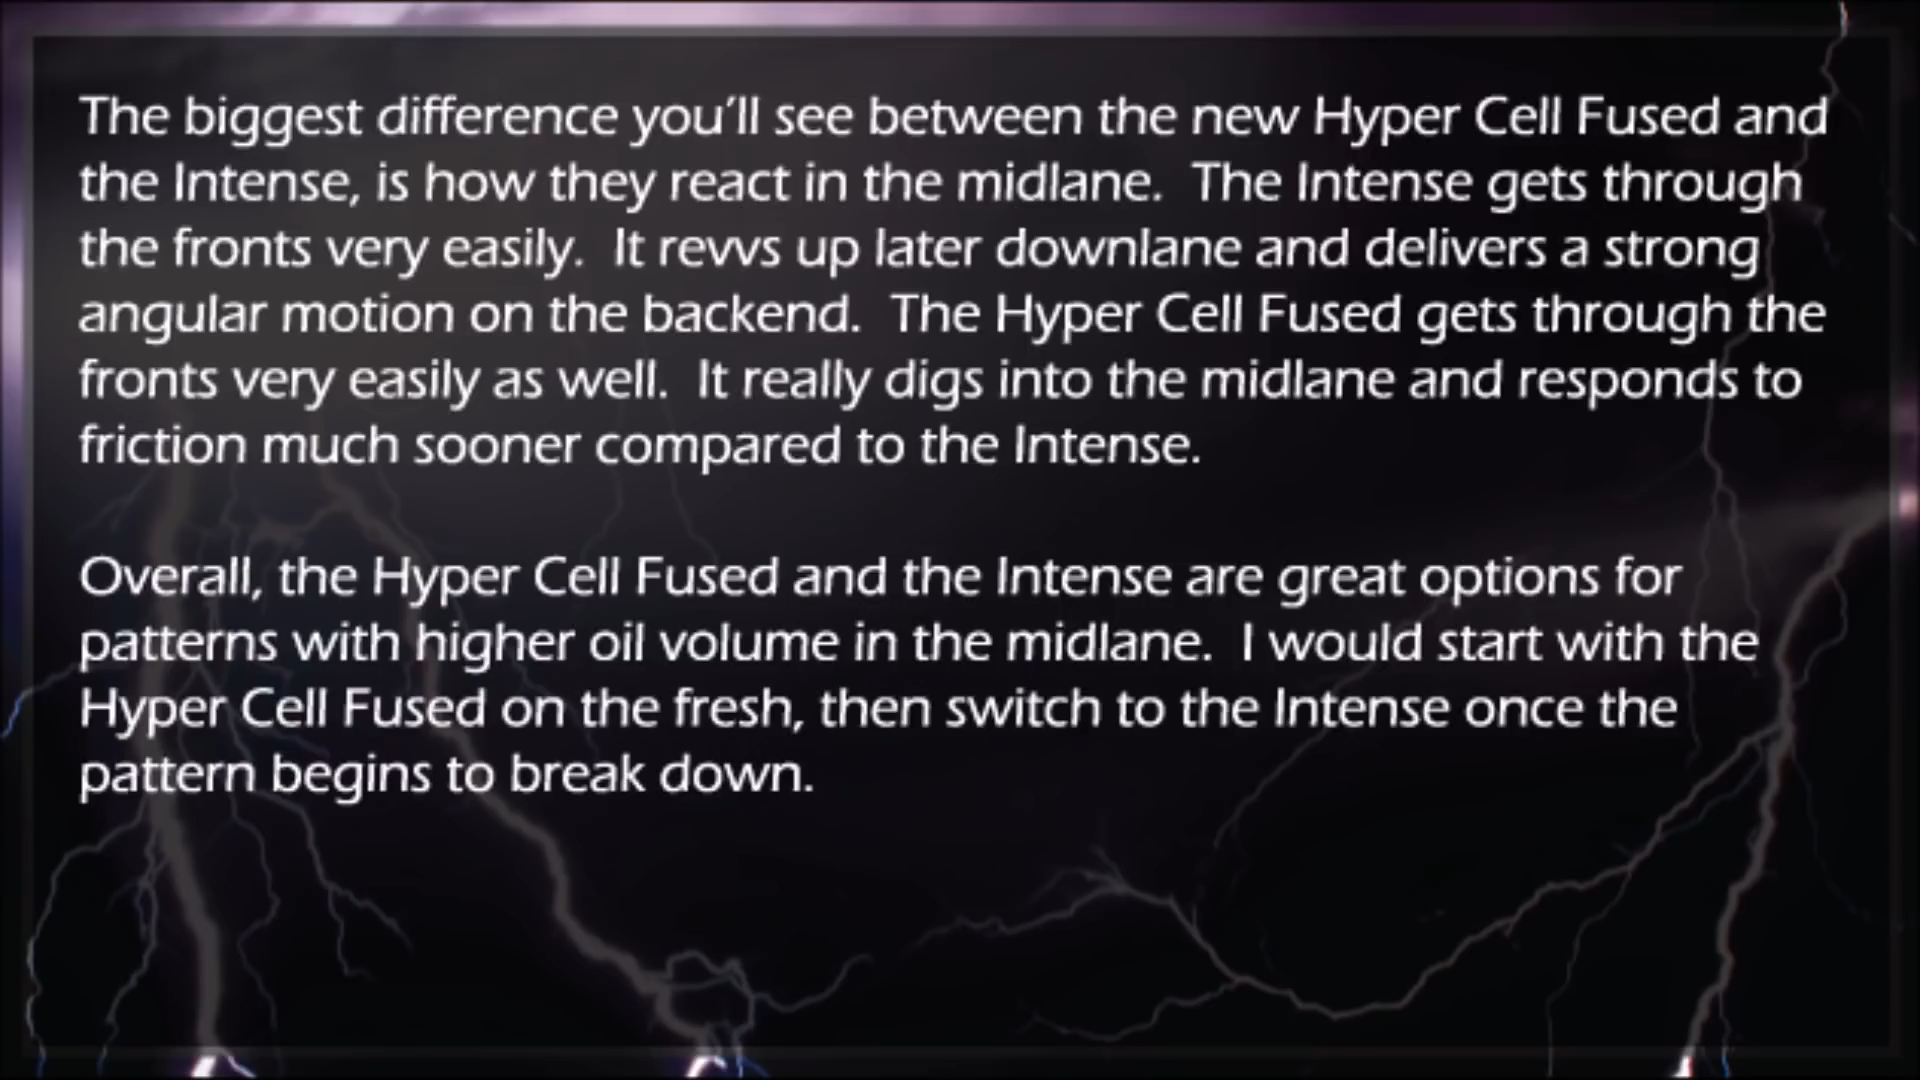 The biggest difference you’ll see between the new Hyper Cell Fused and
the Intense, is how they react in the midlane.  The Intense gets through
the fronts very easily.  It revvs up later downlane and delivers a strong
angular motion on the backend.  The Hyper Cell Fused gets through the
fronts very easily as well.  It really digs into the midlane and responds to
friction much sooner compared to the Intense.
Overall, the Hyper Cell Fused and the Intense are great options for
patterns with higher oil volume in the midlane.  I would start with the
Hyper Cell Fused on the fresh, then switch to the Intense once the
pattern begins to break down.